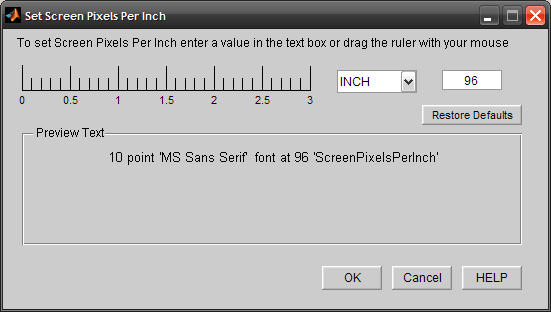 Set Screen Pixels Per Inch
To set Screen Pixels Per Inch enter a value in the text box or drag the ruler with your mouse
INCH
96
0 0.5 1 1.5 2 2.5 3
Restore Defaults
Preview Text
10 point 'MS Sans Serif' font at 96 'ScreenPixelsPerInch'
OK Cancel HELP